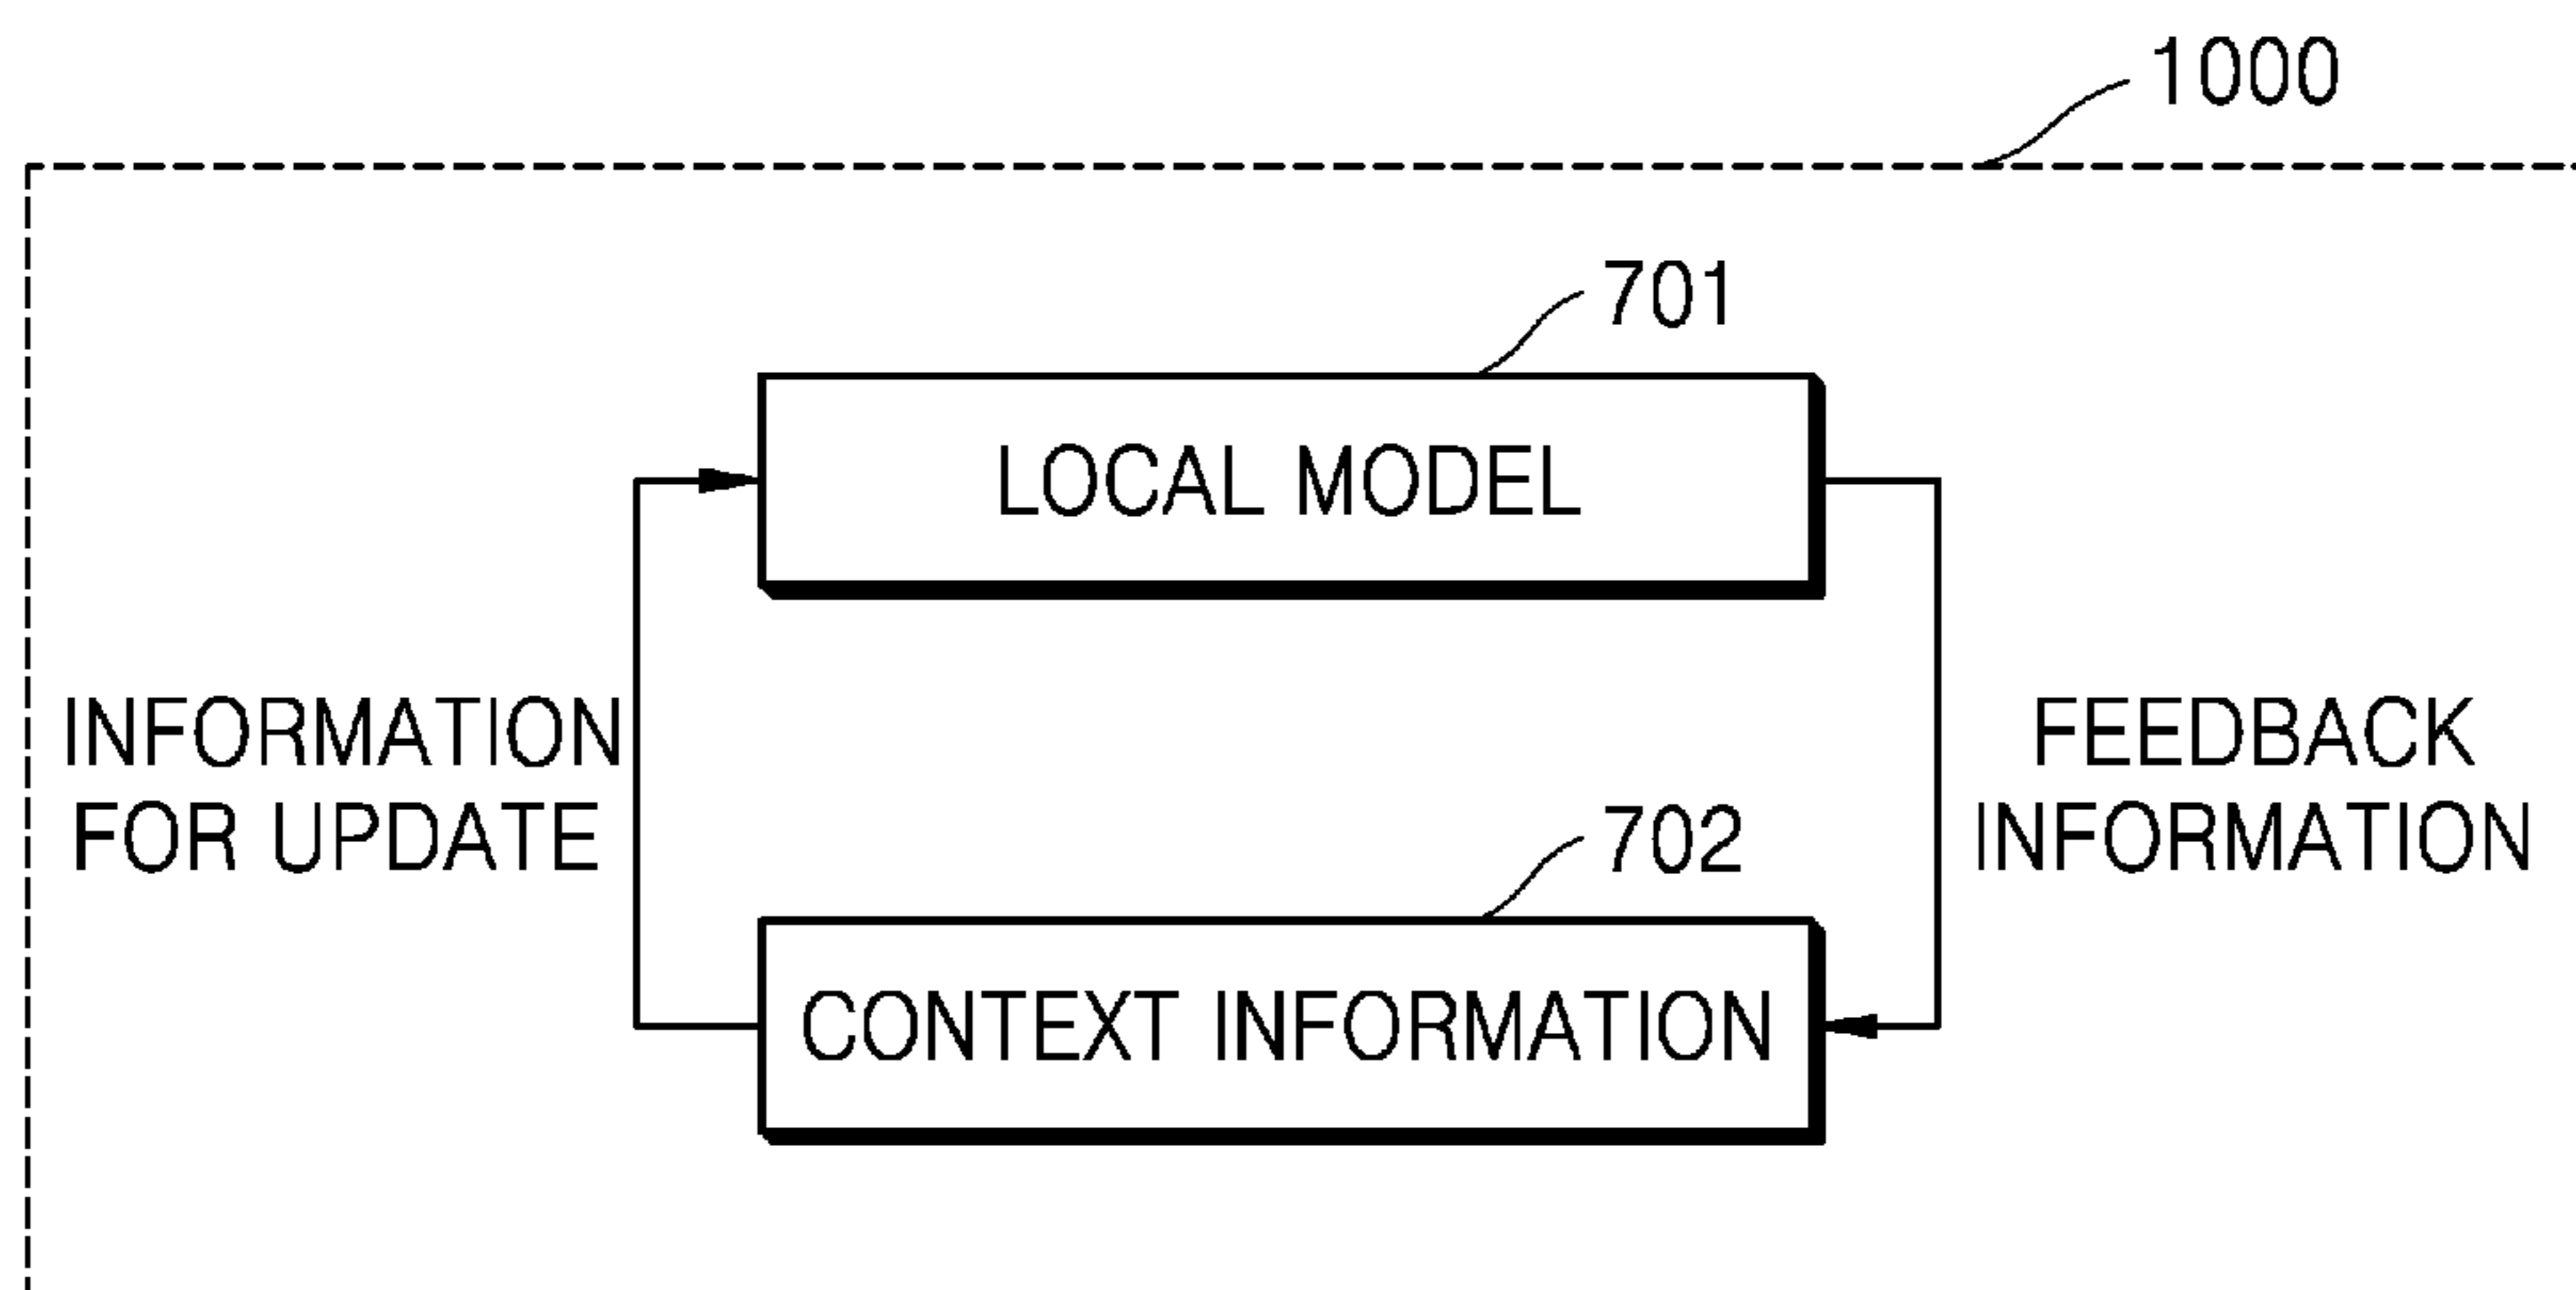 1000
701
LOCAL MODEL
INFORMATION
FOR UPDATE
FEEDBACK
INFORMATION
702
CONTEXT INFORMATION